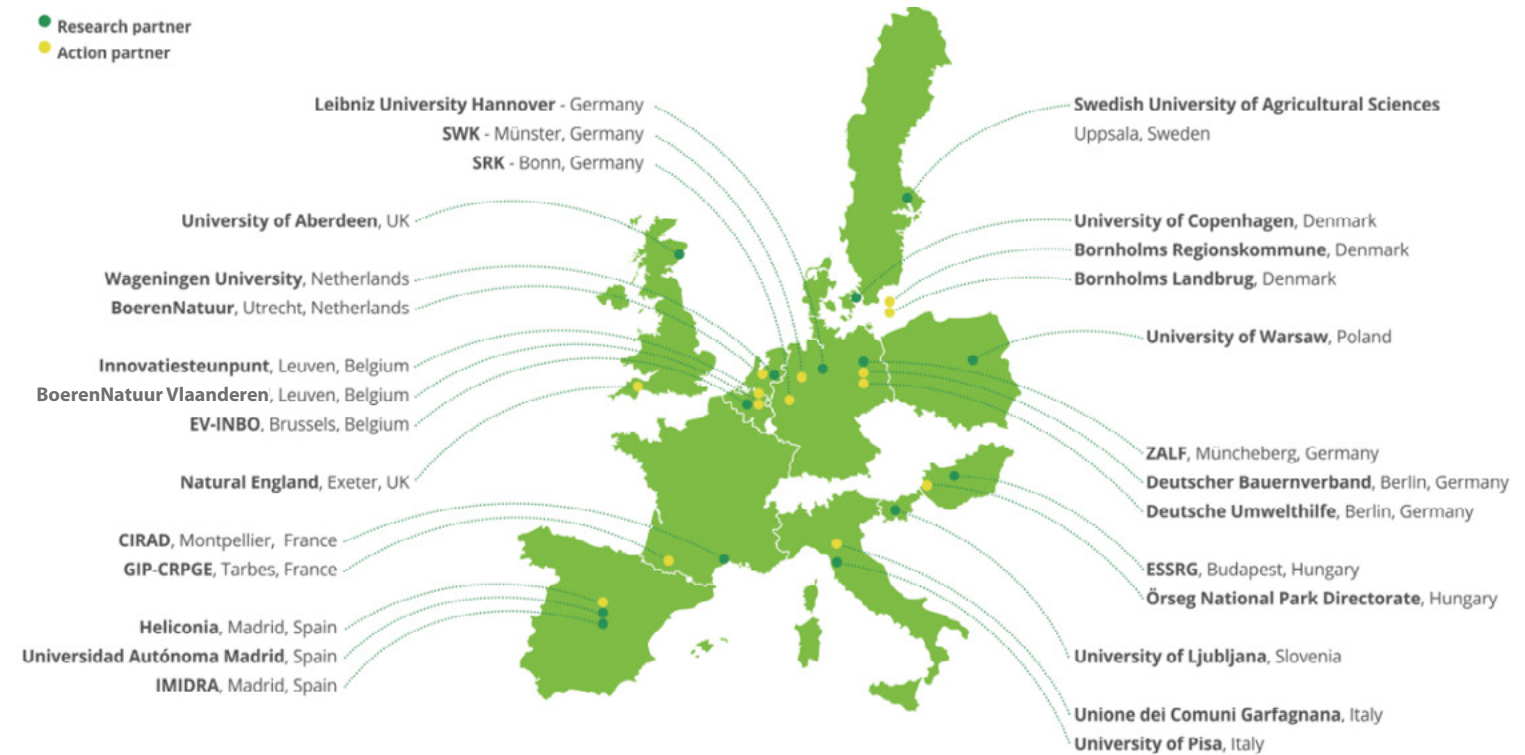 Research partner
Action partner
Leibniz University Hannover - Germany
SWK - Münster, Germany
SRK - Bonn, Germany
University of Aberdeen, UK
Wageningen University, Netherlands
BoerenNatuur, Utrecht, Netherlands
Innovatiesteunpunt, Leuven, Belgium
BoerenNatuur Vlaanderen, Leuven, Belgium
EV-INBO, Brussels, Belgium
Natural England, Exeter, UK
CIRAD, Montpellier, France
GIP-CRPGE, Tarbes, France
Heliconia, Madrid, Spain
Universidad Autónoma Madrid, Spain
IMIDRA, Madrid, Spain
Swedish University of Agricultural Sciences
Uppsala, Sweden
University of Copenhagen, Denmark
Bornholms Regionskommune, Denmark
Bornholms Landbrug, Denmark
University of Warsaw, Poland
ZALF, Müncheberg, Germany
Deutscher Bauernverband, Berlin, Germany
Deutsche Umwelthilfe, Berlin, Germany
ESSRG, Budapest, Hungary
Örseg National Park Directorate, Hungary
University of Ljubljana, Slovenia
Unione dei Comuni Garfagnana, Italy
University of Pisa, Italy